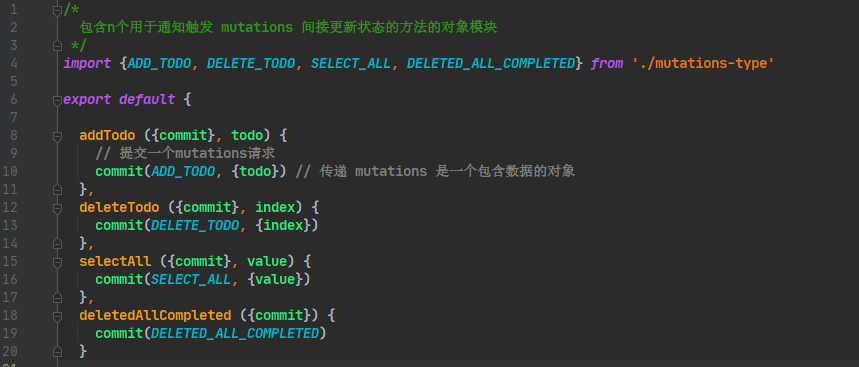 1 /*
2 包含n个用于通知触发 mutations 间接更新状态的方法的对象模块
3 */
4 import {ADD_TODO, DELETE_TODO, SELECT_ALL, DELETED_ALL_COMPLETED} from './mutations-type'
5
6 export default {
7
8 addTodo ({commit}, todo) {
9 // 提交一个mutations请求
10 commit(ADD_TODO, {todo}) // 传递 mutations 是一个包含数据的对象
11 },
12 deleteTodo ({commit}, index) {
13 commit(DELETE_TODO, {index})
14 },
15 selectAll ({commit}, value) {
16 commit(SELECT_ALL, {value})
17 },
18 deletedAllCompleted ({commit}) {
19 commit(DELETED_ALL_COMPLETED)
20 }
21